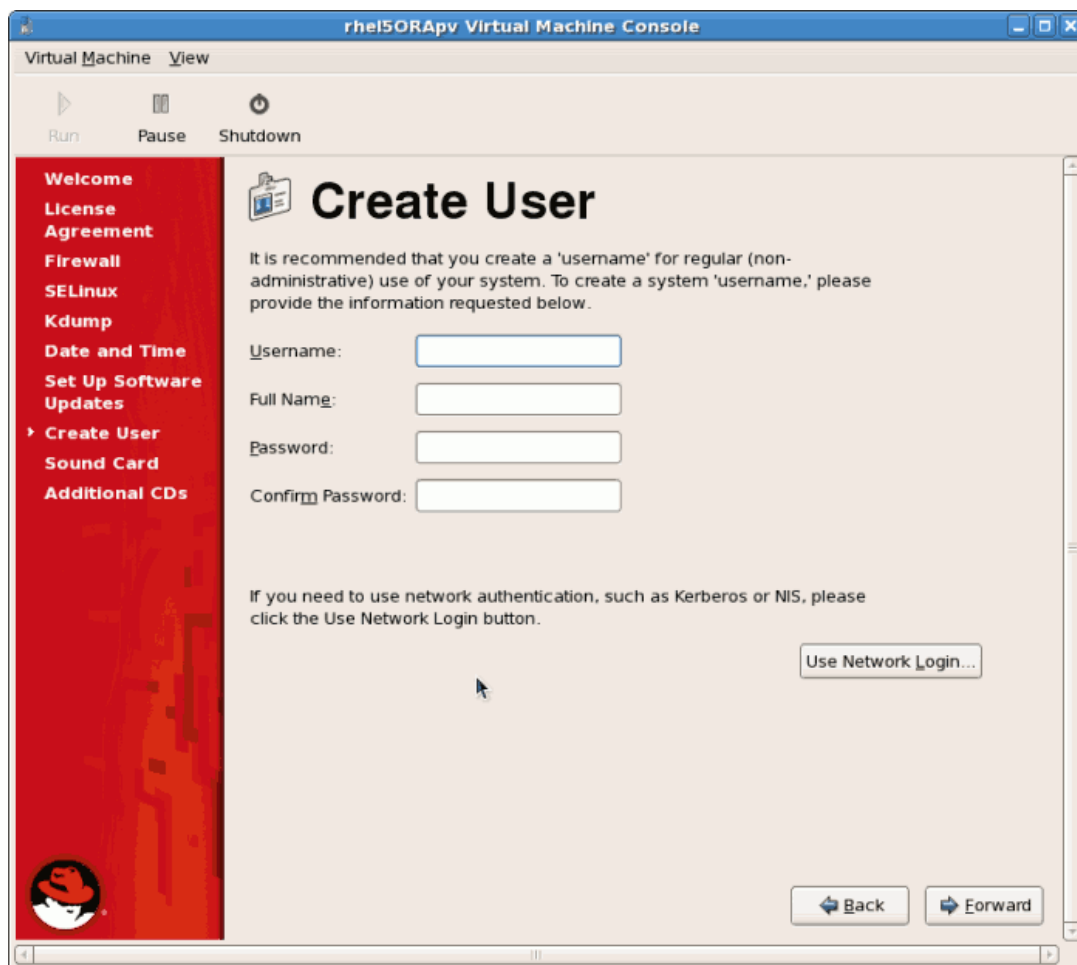 rhel5ORApv Virtual Machine Console
Virtual Machine View
Run Pause Shutdown
Welcome
License
Agreement
Firewall
SELinux
Kdump
Date and Time
Set Up Software
Updates
Create User
Sound Card
Additional CDs
Create User
It is recommended that you create a 'username' for regular (non-
administrative) use of your system. To create a system 'username,' please
provide the information requested below.
Username:
Full Name:
Password:
Confirm Password:
If you need to use network authentication, such as Kerberos or NIS, please
click the Use Network Login button.
Use Network Login...
Back Forward